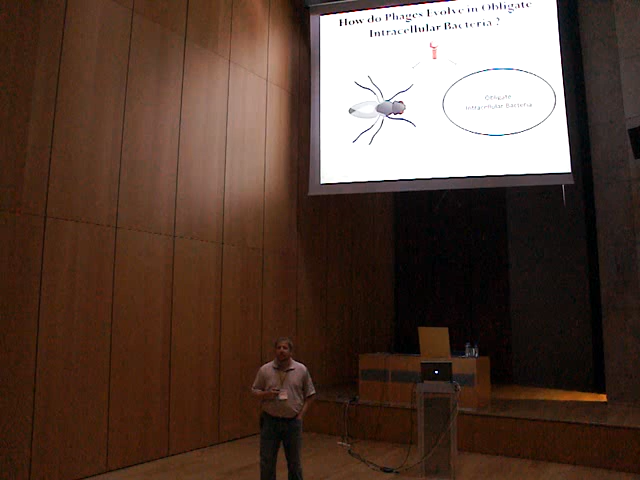 How do Phages Evolve in Obligate
Intracellular Bacteria ?
Obligate
Intracellular Bacteria